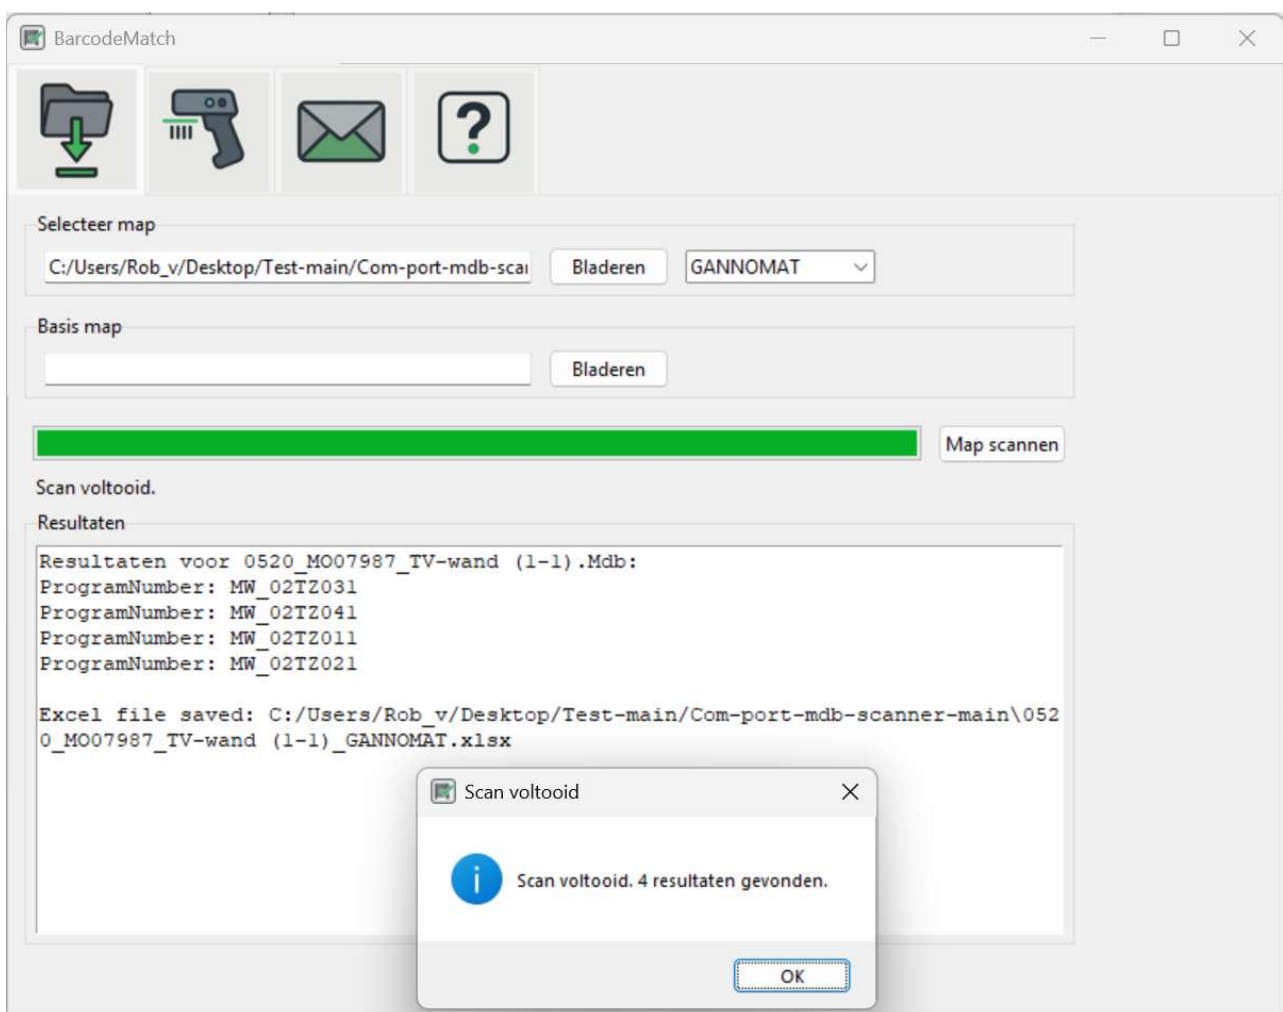 BarcodeMatch
?
Selecteer map
C:/Users/Rob_v/Desktop/Test-main/Com-port-mdb-scar
Bladeren
GANNOMAT
Basis map
Bladeren
Map scannen
Scan voltooid.
Resultaten
Resultaten voor 0520_MO07987_TV-wand (1-1).Mdb:
ProgramNumber: MW_02TZ031
ProgramNumber: MW_02TZ041
ProgramNumber: MW_02TZ011
ProgramNumber: MW_02TZ021
Excel file saved: C:/Users/Rob_v/Desktop/Test-main/Com-port-mdb-scanner-main\052
0_MO07987_TV-wand (1-1)_GANNOMAT.xlsx
Scan voltooid
Scan voltooid. 4 resultaten gevonden.
OK